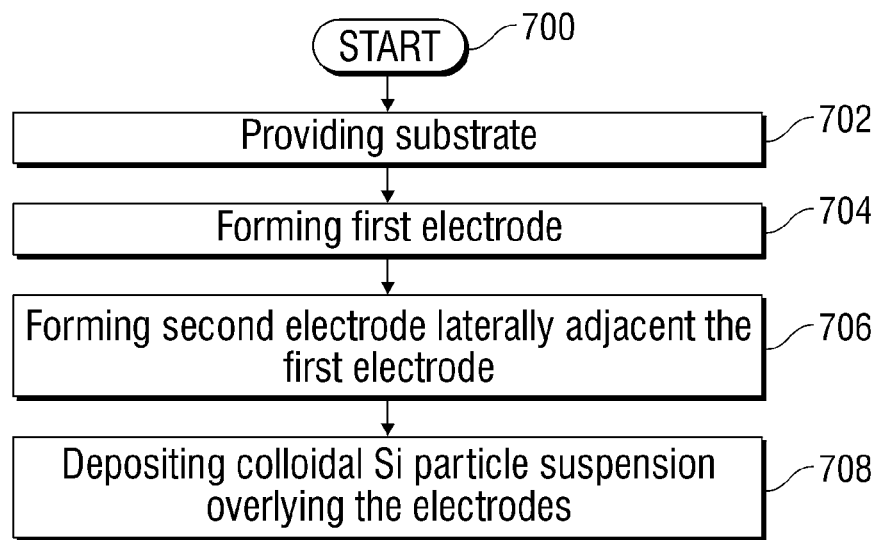 START
700
Providing substrate
702
Forming first electrode
704
Forming second electrode laterally adjacent the
first electrode
706
Depositing colloidal Si particle suspension
overlying the electrodes
708